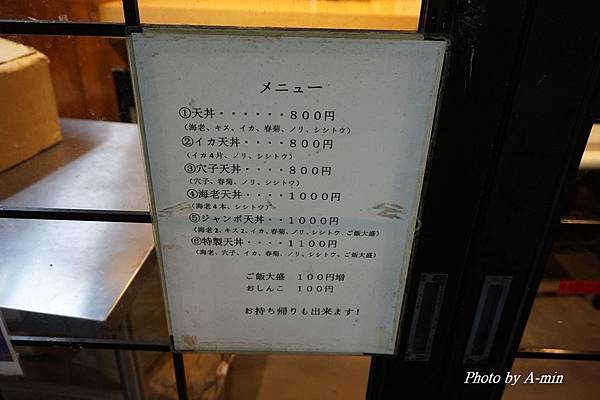 メニュー
①天丼・・・・・・８００円
（海老、キス、イカ、春菊、ノリ、シシトウ）
②イカ天丼・・・・８００円
（イカ４片、ノリ、シシトウ）
③穴子天丼・・・・８００円
（穴子、春菊、ノリ、シシトウ）
④海老天丼・・・・１０００円
（海老４本、シシトウ）
⑤ジャンボ天丼・・１０００円
（海老２、キス２、イカ、春菊、ノリ、シシトウ、ご飯大盛）
⑥特製天丼・・・・１１００円
（海老、穴子、イカ、春菊、ノリ、シシトウ、ご飯大盛）
ご飯大盛　１００円増
おしんこ　１００円
お持ち帰りも出来ます！
Photo by A-min